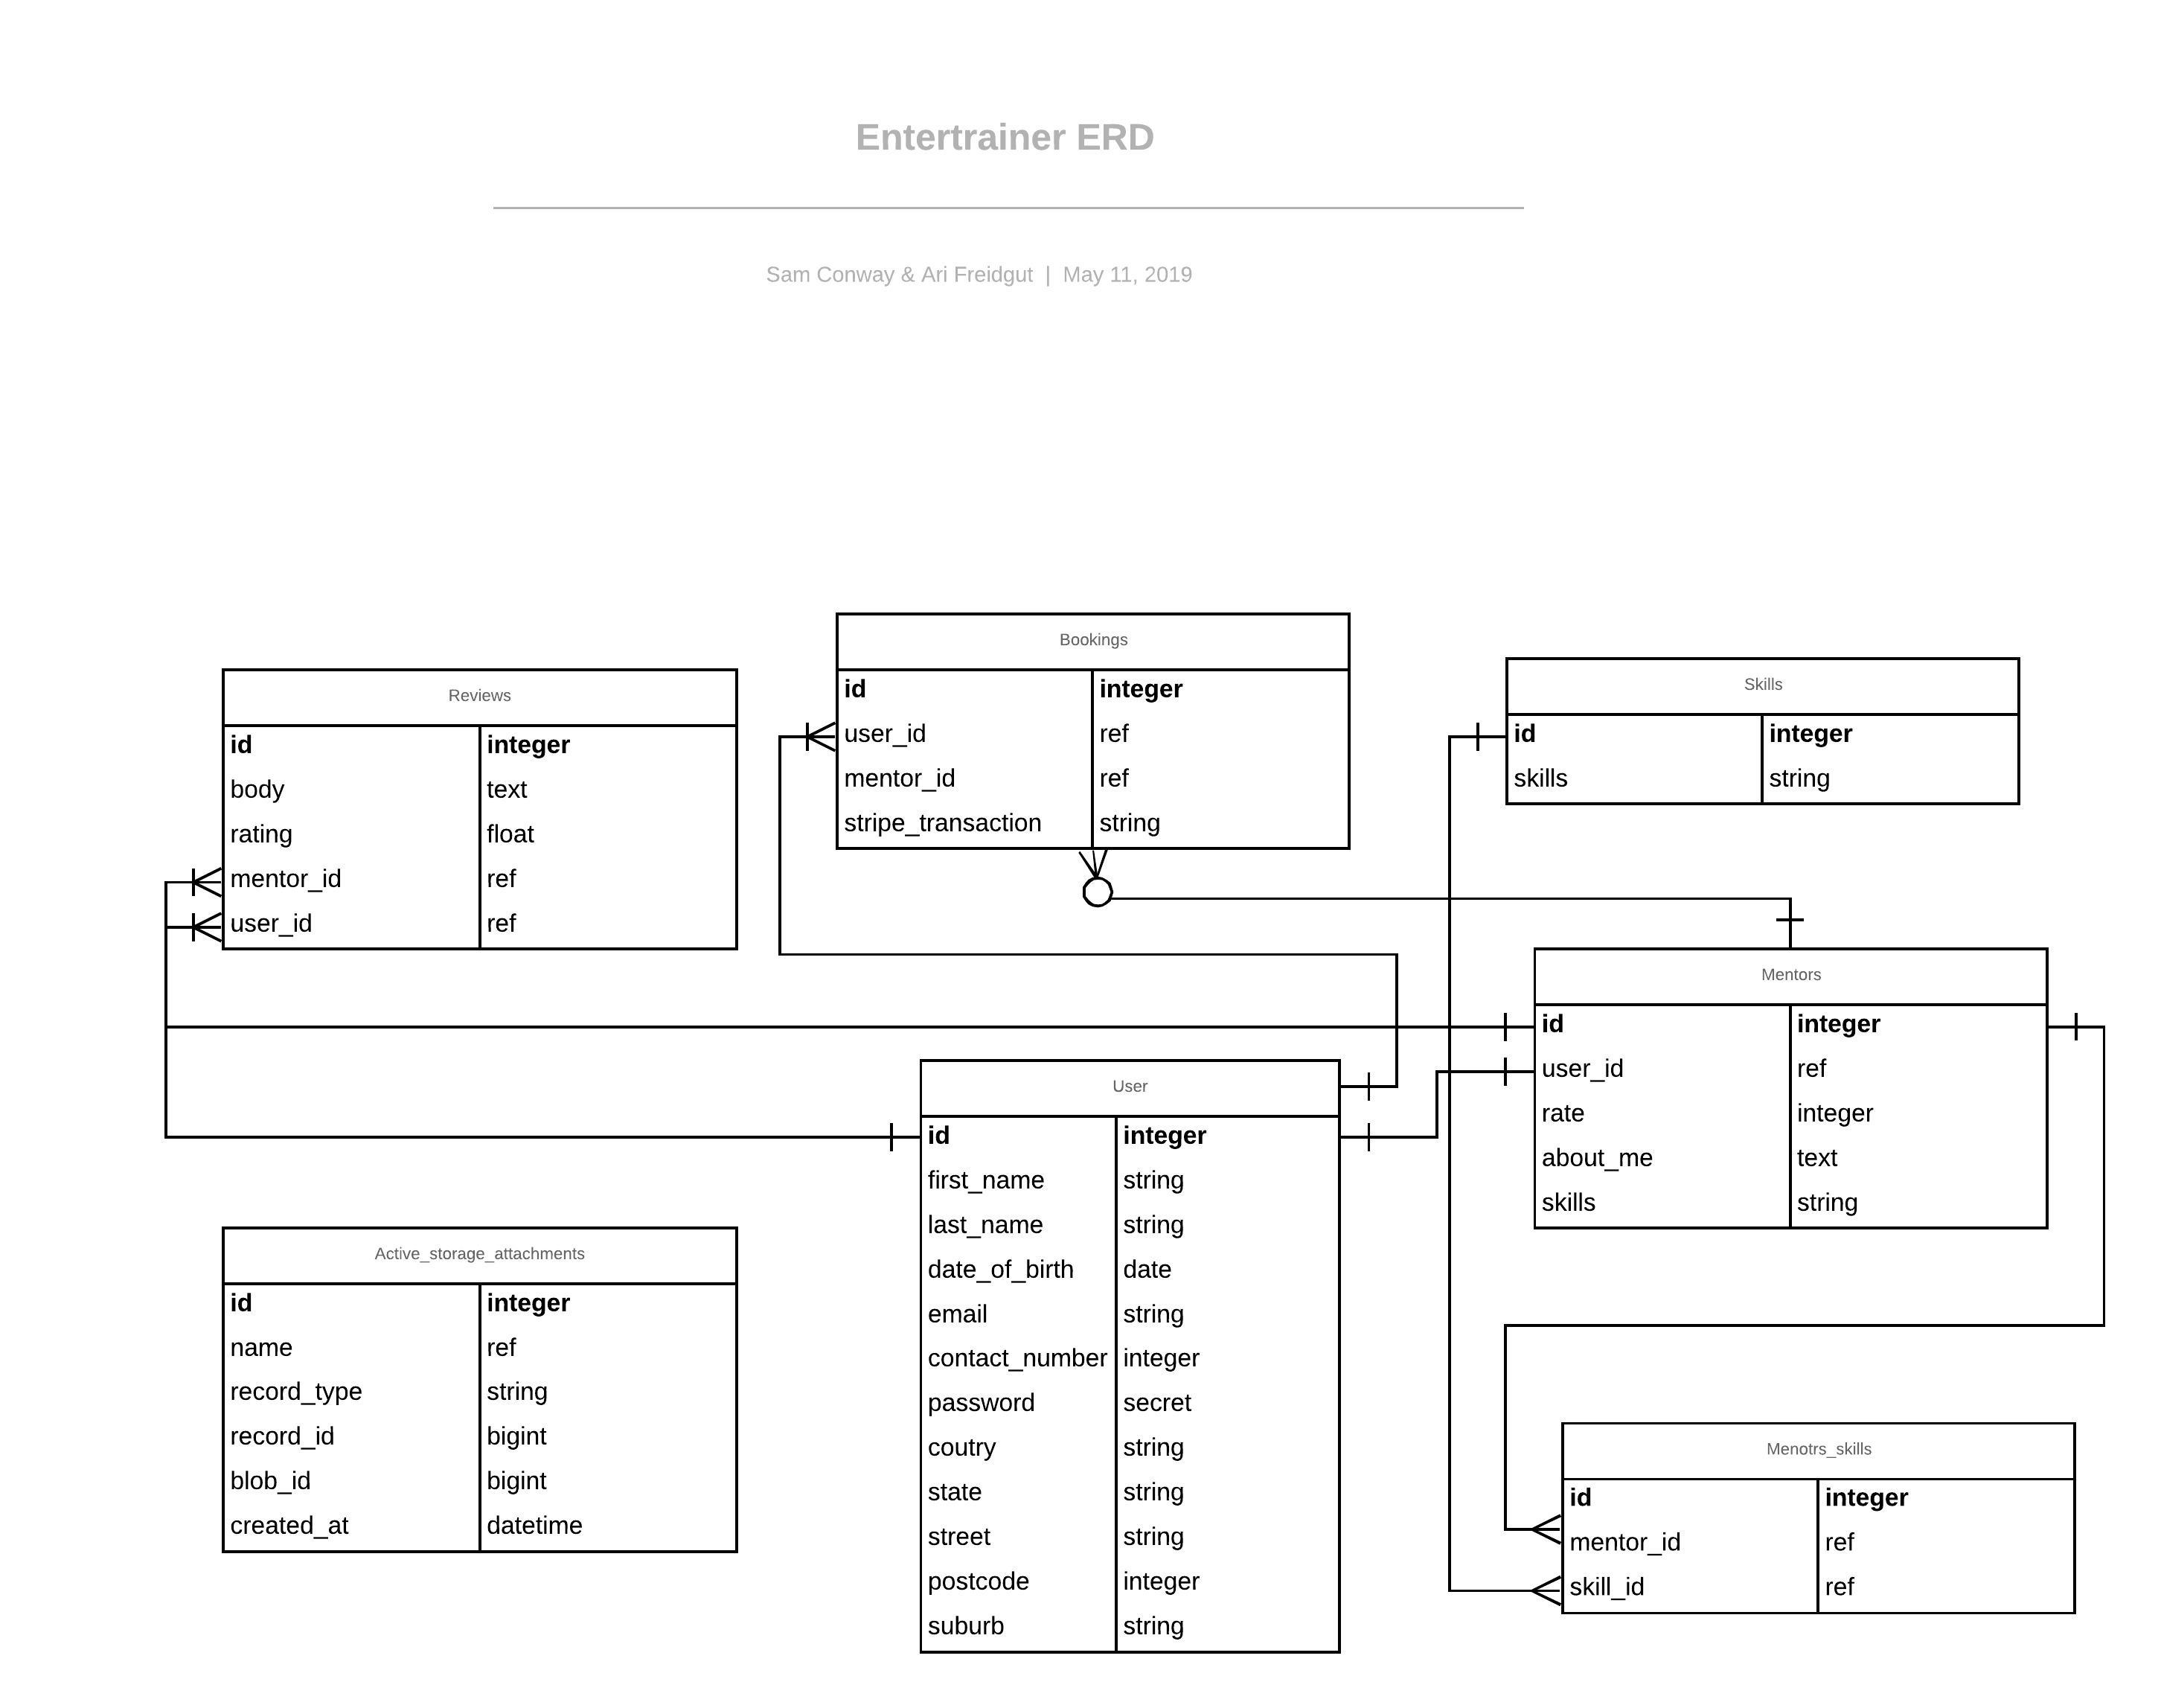 Entertrainer ERD
Sam Conway & Ari Freidgut | May 11, 2019
Reviews
id integer
body text
rating float
mentor_id ref
user_id ref
Bookings
id integer
user_id ref
mentor_id ref
stripe_transaction string
Skills
id integer
skills string
Mentors
id integer
user_id ref
rate integer
about_me text
skills string
User
id integer
first_name string
last_name string
date_of_birth date
email string
contact_number integer
password secret
coutry string
state string
street string
postcode integer
suburb string
Active_storage_attachments
id integer
name ref
record_type string
record_id bigint
blob_id bigint
created_at datetime
Menotrs_skills
id integer
mentor_id ref
skill_id ref